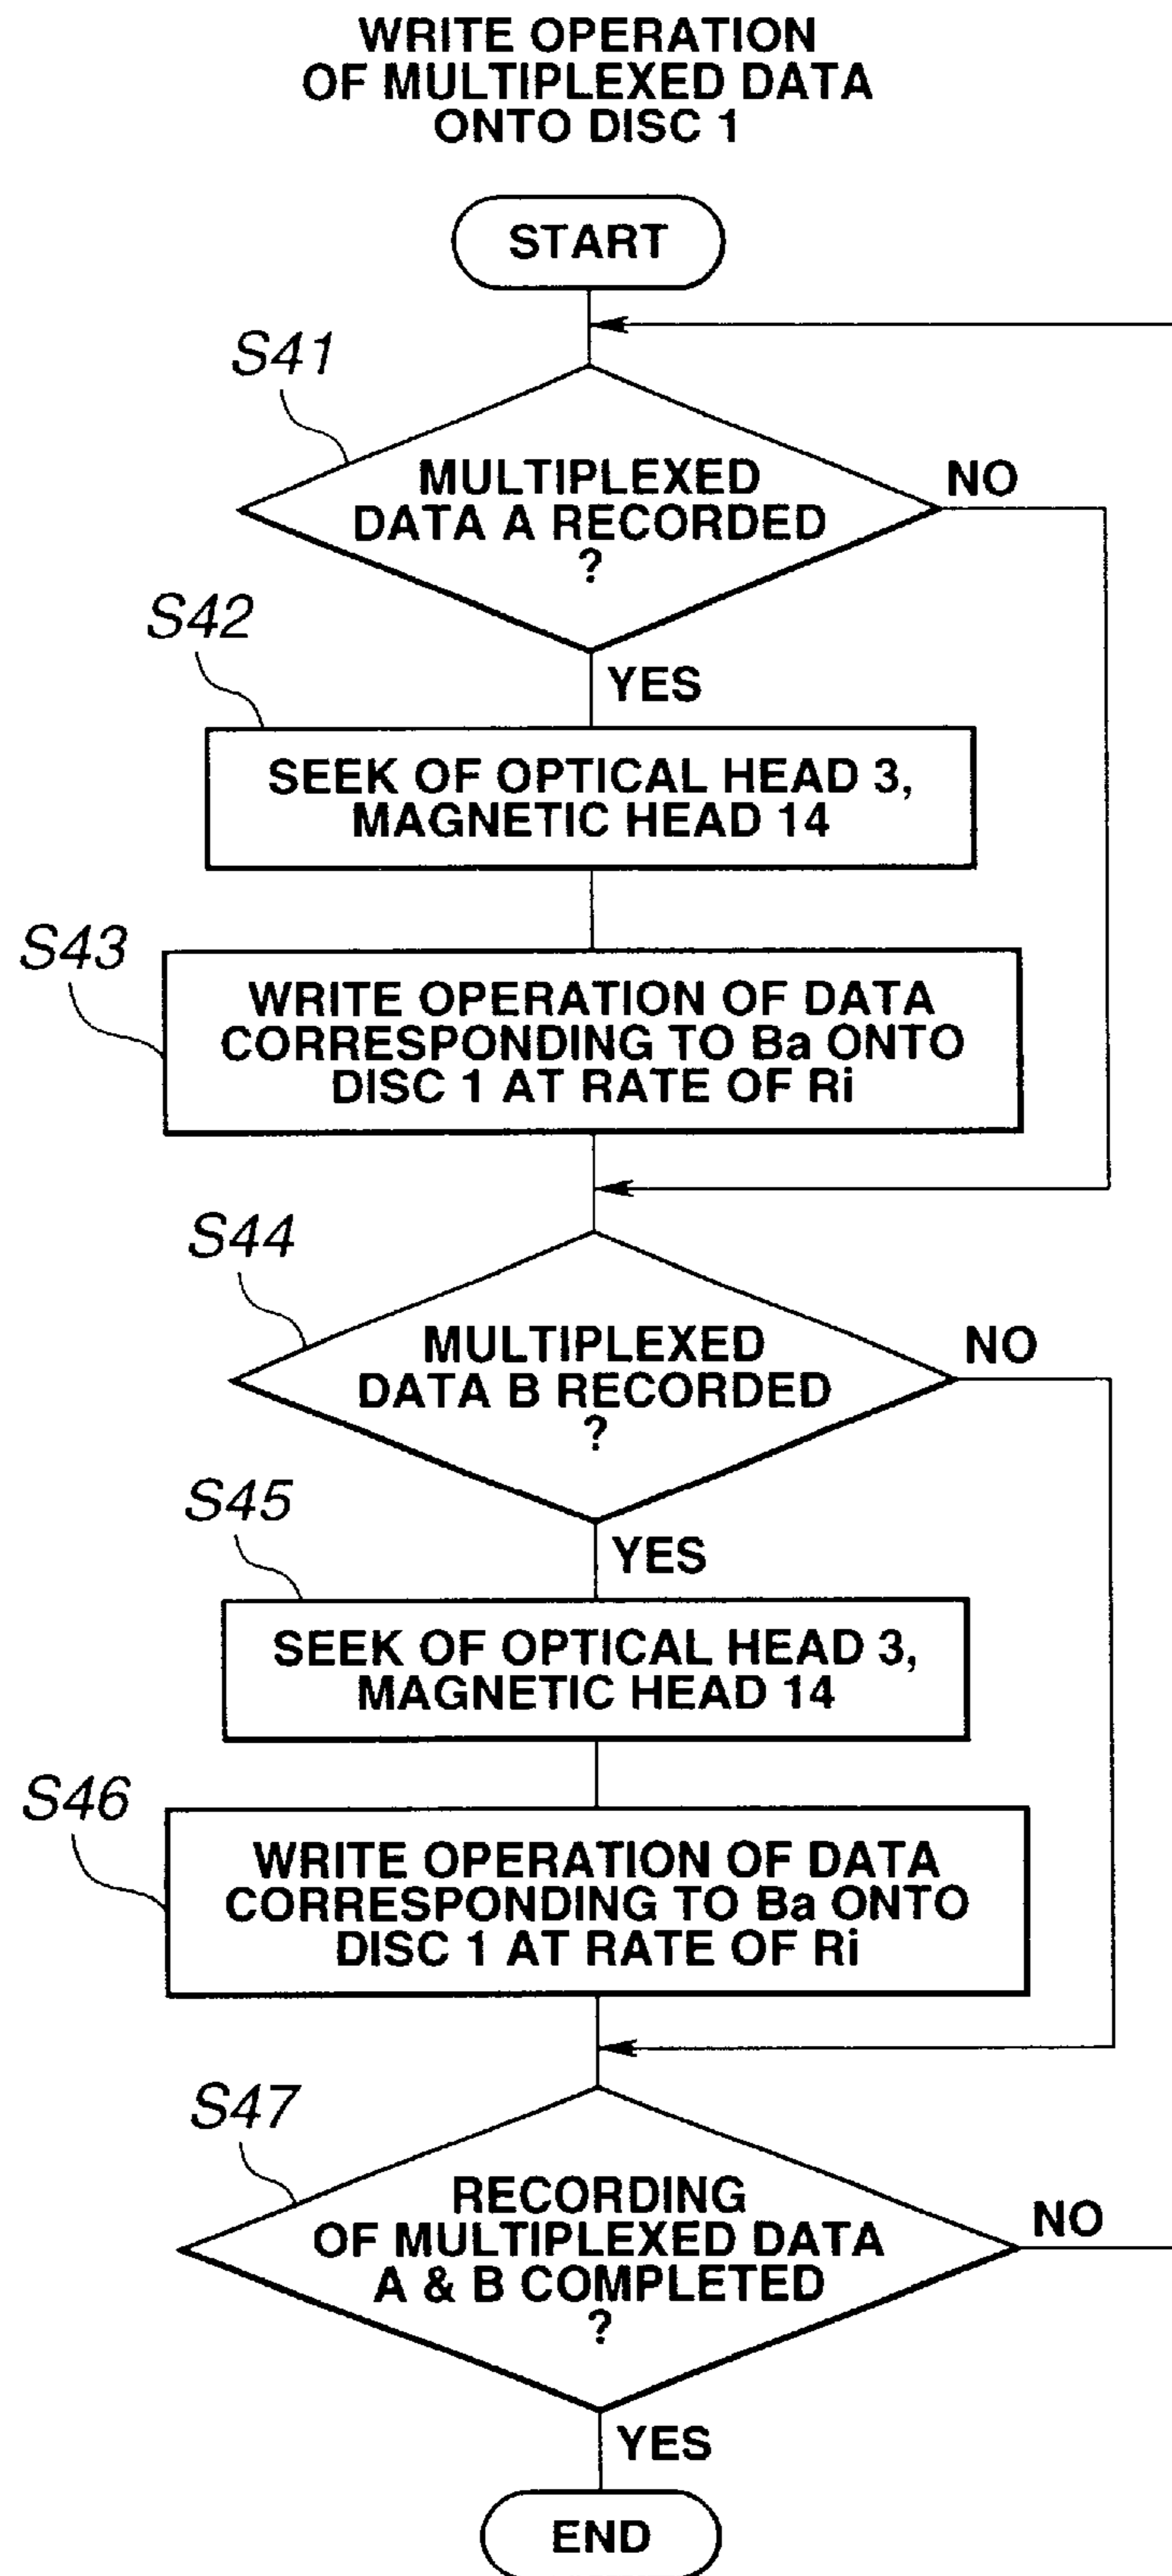 WRITE OPERATION
OF MULTIPLEXED DATA
ONTO DISC 1
START
S41
MULTIPLEXED
DATA A RECORDED
?
NO
S42
YES
SEEK OF OPTICAL HEAD 3,
MAGNETIC HEAD 14
S43
WRITE OPERATION OF DATA
CORRESPONDING TO Ba ONTO
DISC 1 AT RATE OF Ri
S44
MULTIPLEXED
DATA B RECORDED
?
NO
S45
YES
SEEK OF OPTICAL HEAD 3,
MAGNETIC HEAD 14
S46
WRITE OPERATION OF DATA
CORRESPONDING TO Ba ONTO
DISC 1 AT RATE OF Ri
S47
RECORDING
OF MULTIPLEXED DATA
A & B COMPLETED
?
NO
YES
END